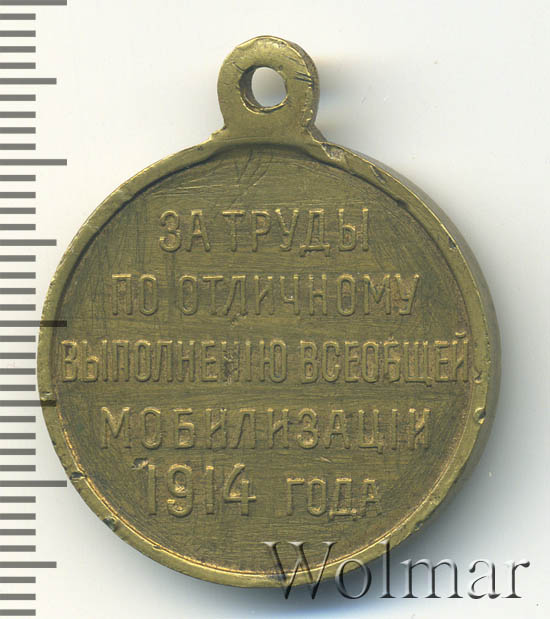 ЗА ТРУДЫ
ПО ОТЛИЧНОМУ
ВЫПОЛНЕНІЮ ВСЕОБЩЕЙ
МОБИЛИЗАЦІИ
1914 ГОДА
Wolmar